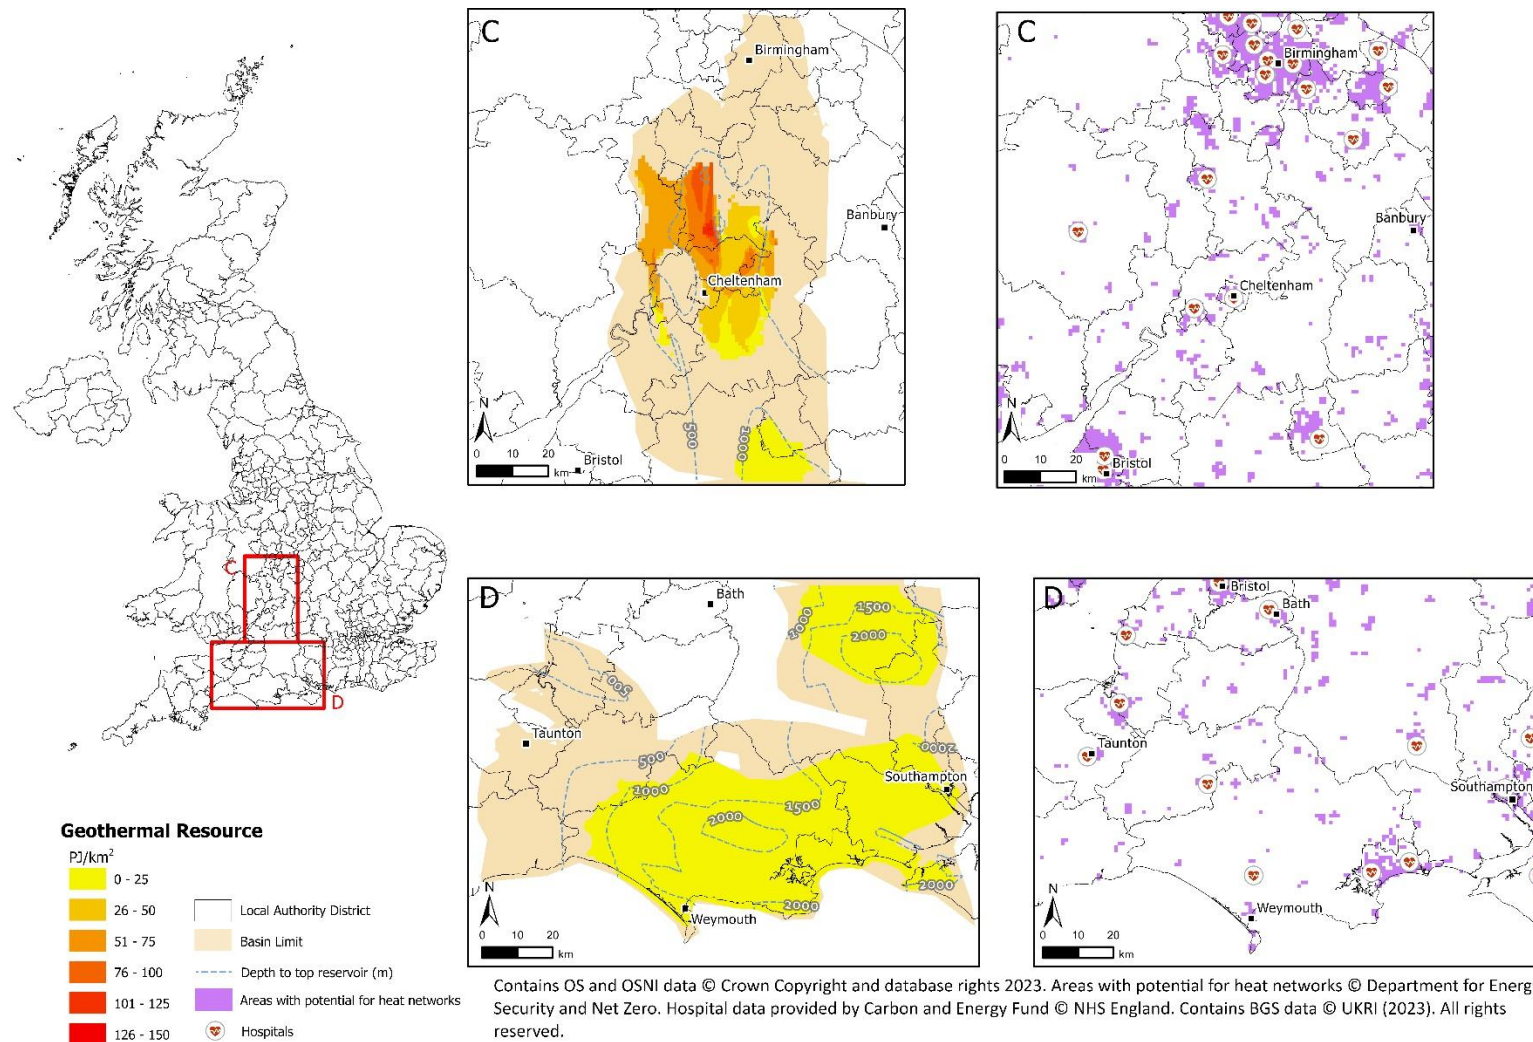 C
Birmingham
Banbury
Cheltenham
500
2000
N
0 10 20
km
Bristol
C
Birmingham
Banbury
Cheltenham
N
0 10 20
km
Bristol
C
D
D
Bath
1000
1500
2000
500
Taunton
500
1000
2000
1500
2000
Southampton
2000
2000
Weymouth
N
0 10 20
km
D
Bristol
Bath
Taunton
Southampton
Weymouth
N
0 10 20
km
Geothermal Resource
PJ/km²
0 - 25
26 - 50
51 - 75
76 - 100
101 - 125
126 - 150
Local Authority District
Basin Limit
Depth to top reservoir (m)
Areas with potential for heat networks
Hospitals
Contains OS and OSNI data © Crown Copyright and database rights 2023. Areas with potential for heat networks © Department for Energ
Security and Net Zero. Hospital data provided by Carbon and Energy Fund © NHS England. Contains BGS data © UKRI (2023). All rights
reserved.